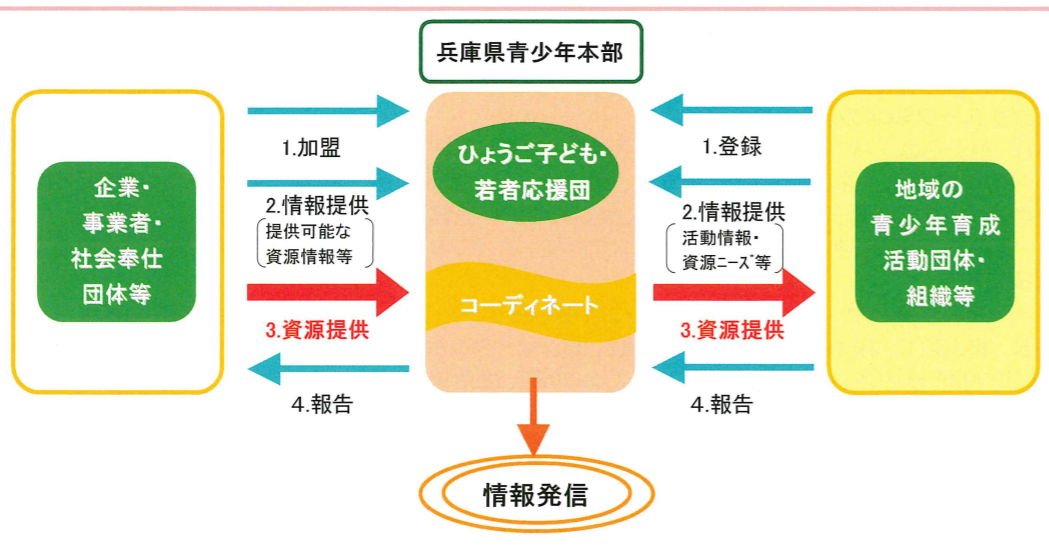 兵庫県青少年本部
企業・
事業者・
社会奉仕
団体等
1.加盟
2.情報提供
提供可能な
資源情報等
3.資源提供
4.報告
ひょうご子ども・
若者応援団
コーディネート
1.登録
2.情報提供
活動情報・
資源ニーズ等
3.資源提供
4.報告
地域の
青少年育成
活動団体・
組織等
情報発信